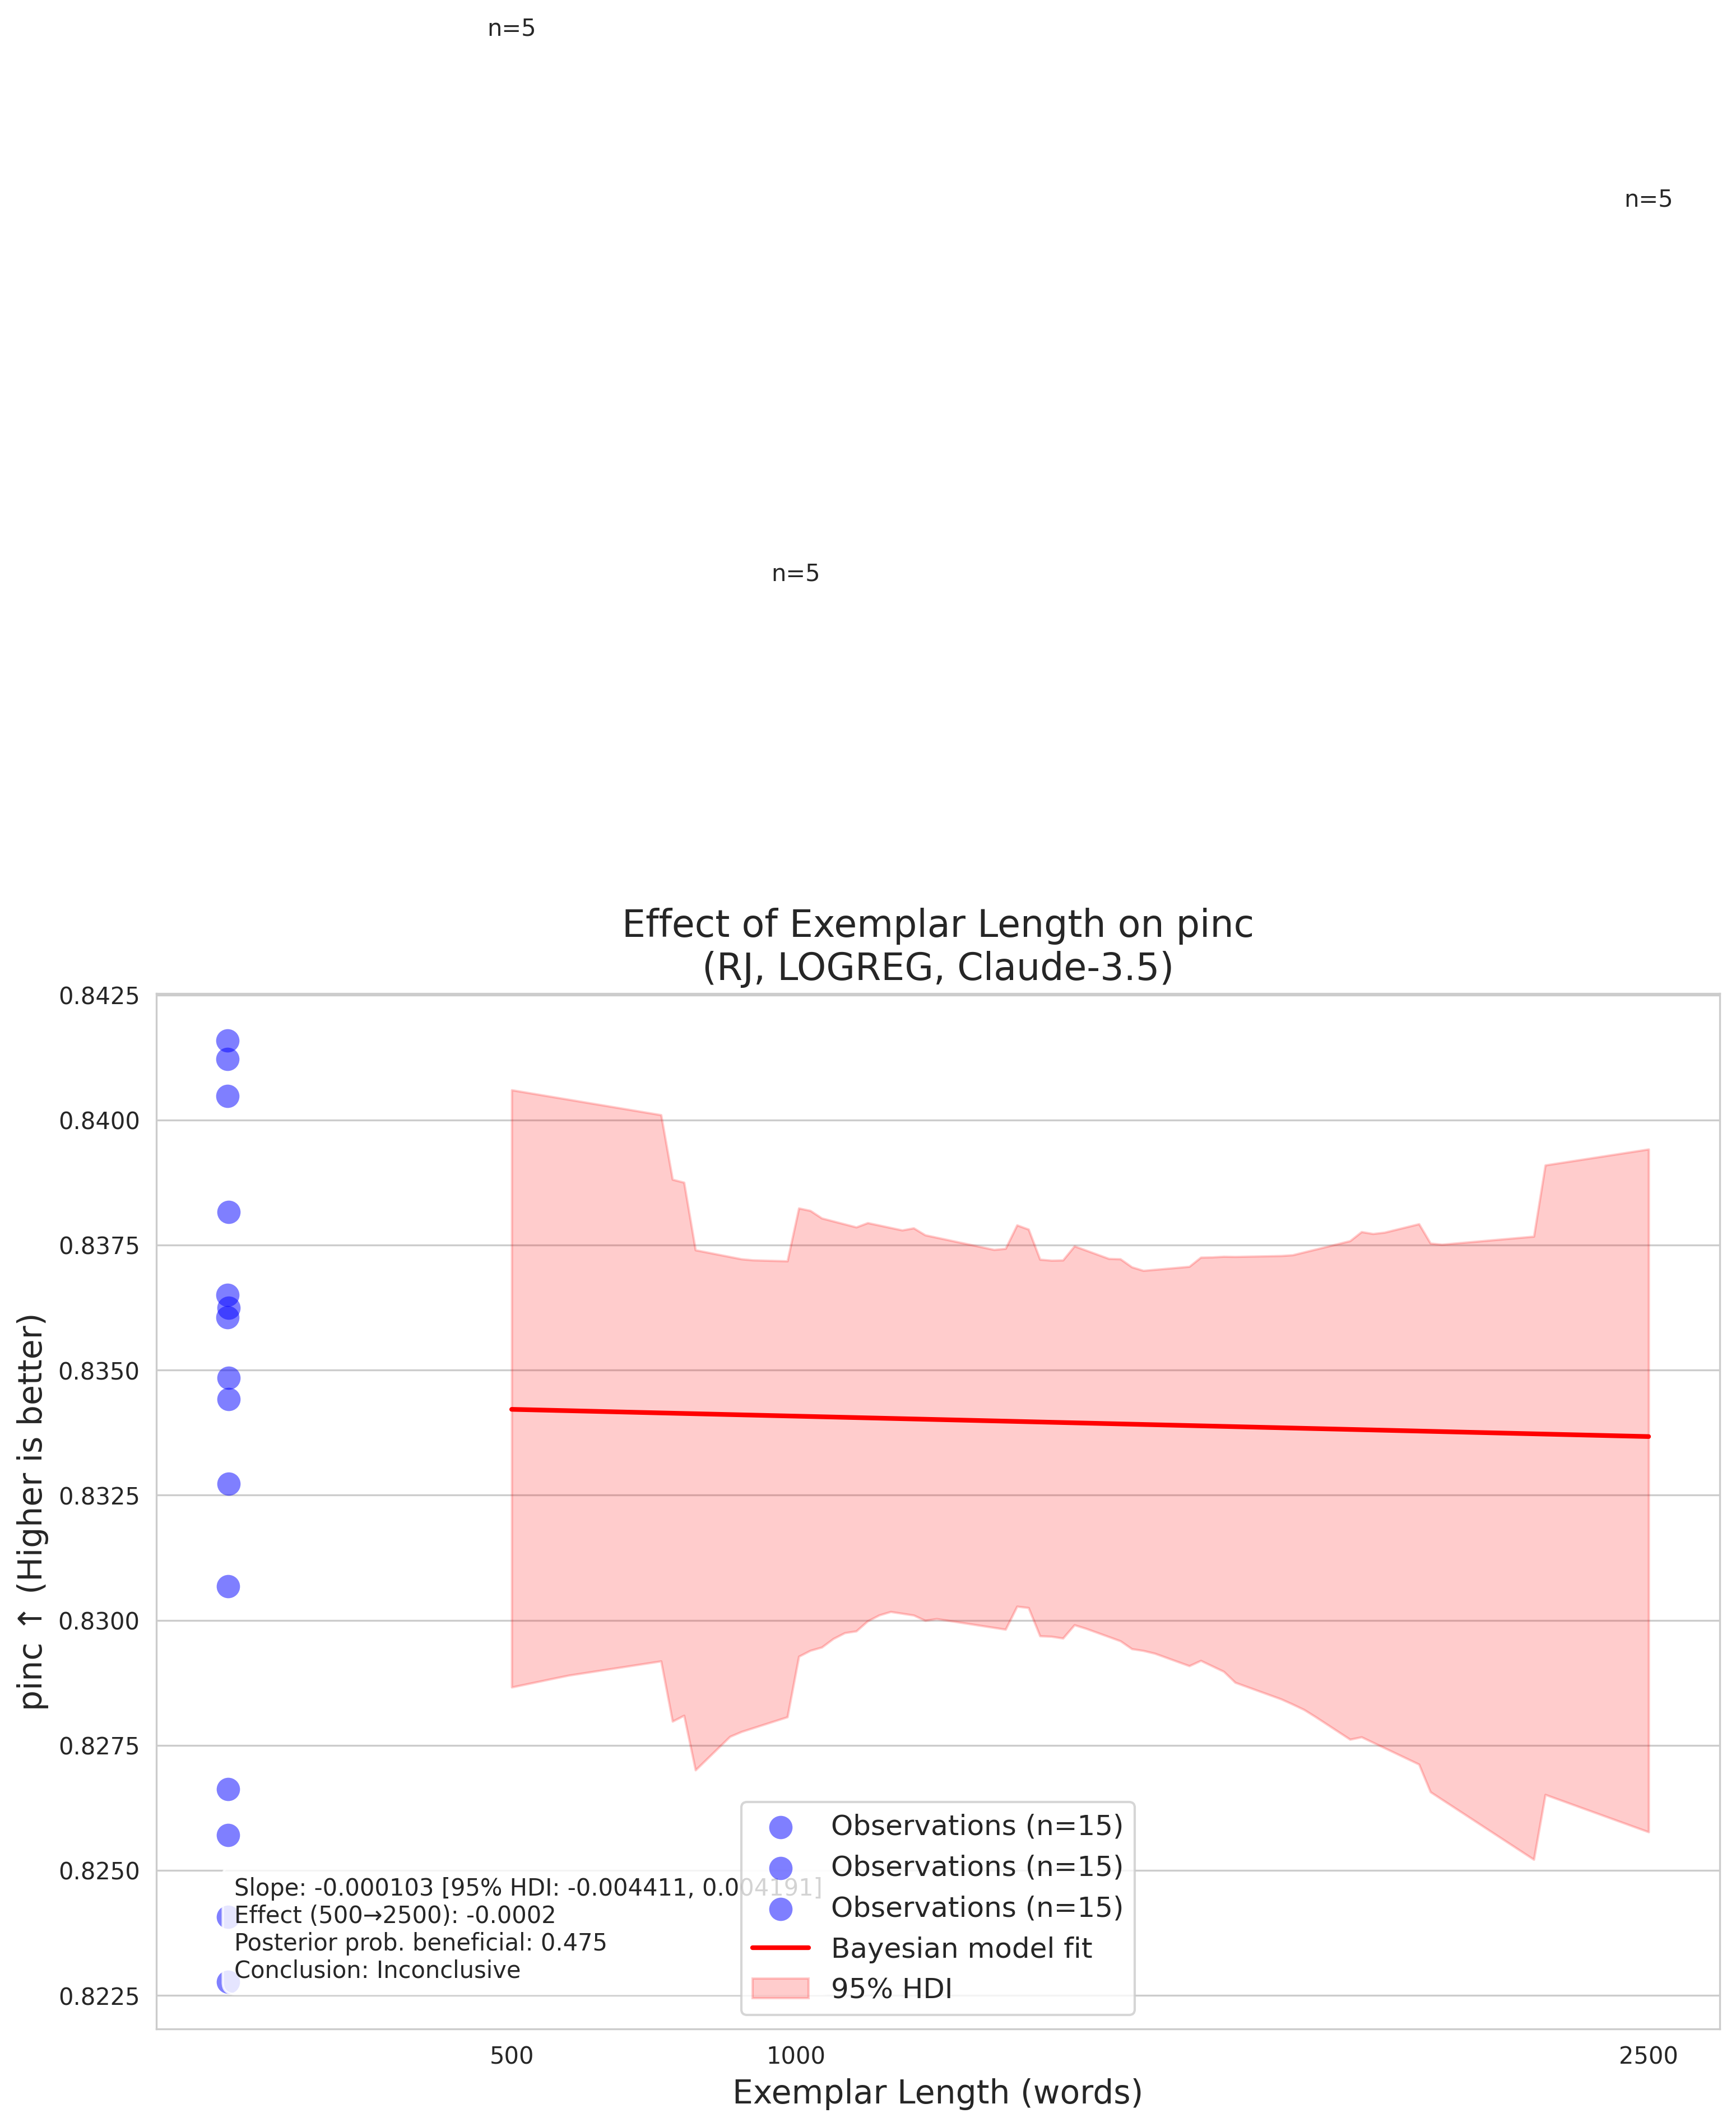 n=5
n=5
n=5
Effect of Exemplar Length on pinc
(RJ, LOGREG, Claude-3.5)
pinc ↑ (Higher is better)
0.8425
0.8400
0.8375
0.8350
0.8325
0.8300
0.8275
0.8250
0.8225
Slope: -0.000103 [95% HDI: -0.004411, 0.004191]
Effect (500→2500): -0.0002
Posterior prob. beneficial: 0.475
Conclusion: Inconclusive
Observations (n=15)
Observations (n=15)
Observations (n=15)
Bayesian model fit
95% HDI
500 1000 2500
Exemplar Length (words)